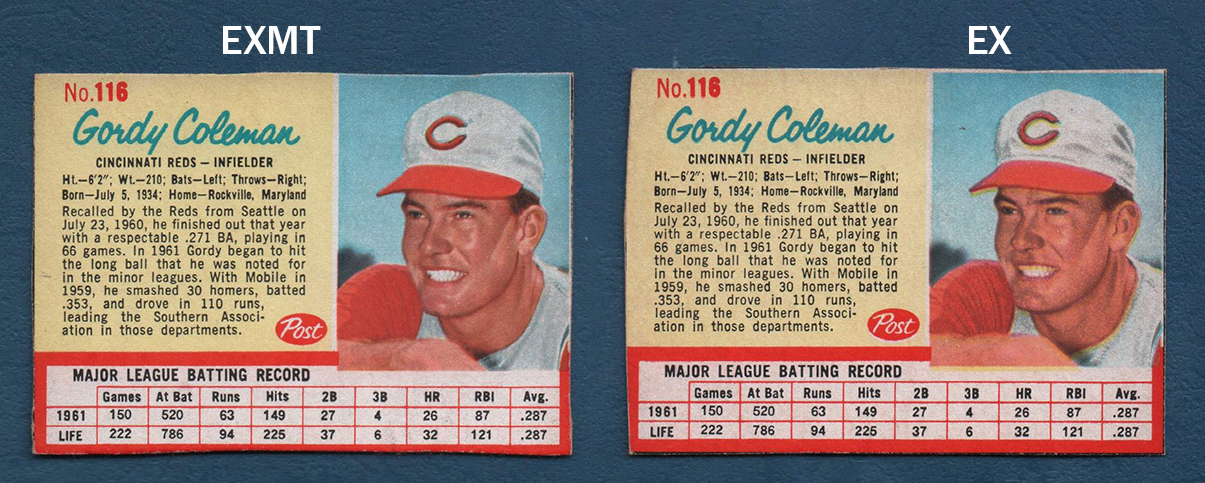 EXMT
No.116
Gordy Coleman
CINCINNATI REDS – INFIELDER
Ht.–6'2"; Wt.–210; Bats–Left; Throws–Right;
Born–July 5, 1934; Home–Rockville, Maryland
Recalled by the Reds from Seattle on
July 23, 1960, he finished out that year
with a respectable .271 BA, playing in
66 games. In 1961 Gordy began to hit
the long ball that he was noted for
in the minor leagues. With Mobile in
1959, he smashed 30 homers, batted
.353, and drove in 110 runs,
leading the Southern Associ-
ation in those departments.
Post
C
MAJOR LEAGUE BATTING RECORD
Games At Bat Runs Hits 2B 3B HR RBI Avg.
1961 150 520 63 149 27 4 26 87 .287
LIFE 222 786 94 225 37 6 32 121 .287
EX
No.116
Gordy Coleman
CINCINNATI REDS – INFIELDER
Ht.–6'2"; Wt.–210; Bats–Left; Throws–Right;
Born–July 5, 1934; Home–Rockville, Maryland
Recalled by the Reds from Seattle on
July 23, 1960, he finished out that year
with a respectable .271 BA, playing in
66 games. In 1961 Gordy began to hit
the long ball that he was noted for
in the minor leagues. With Mobile in
1959, he smashed 30 homers, batted
.353, and drove in 110 runs,
leading the Southern Associ-
ation in those departments.
Post
C
MAJOR LEAGUE BATTING RECORD
Games At Bat Runs Hits 2B 3B HR RBI Avg.
1961 150 520 63 149 27 4 26 87 .287
LIFE 222 786 94 225 37 6 32 121 .287